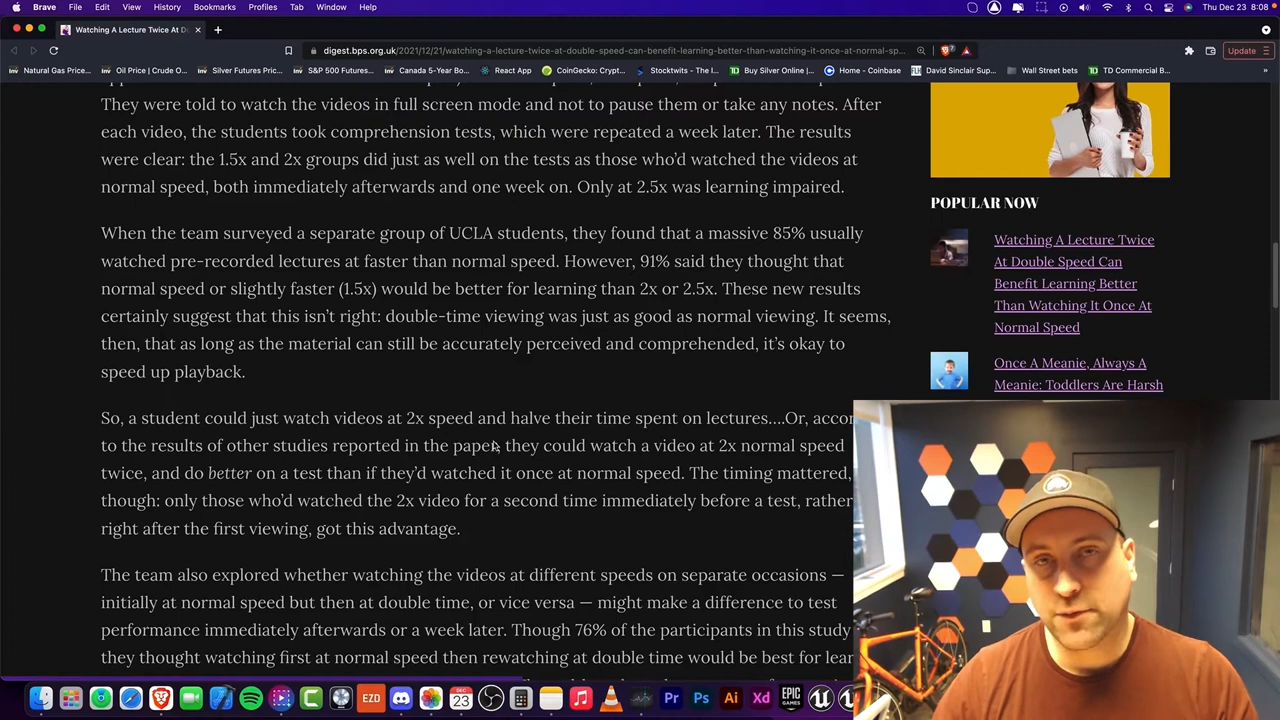 Brave File Edit View History Bookmarks Profiles Tab Window Help Thu Dec 23 8:08
Watching A Lecture Twice At Do
digest.bps.org.uk/2021/12/21/watching-a-lecture-twice-at-double-speed-can-benefit-learning-better-than-watching-it-once-at-normal-sp... Update
Natural Gas Price... Oil Price | Crude O... Silver Futures Pric... S&P 500 Futures... Canada 5-Year Bo... React App CoinGecko: Crypt... Stocktwits - The l... Buy Silver Online |... Home - Coinbase David Sinclair Sup... Wall Street bets TD Commercial B... »
They were told to watch the videos in full screen mode and not to pause them or take any notes. After
each video, the students took comprehension tests, which were repeated a week later. The results
were clear: the 1.5x and 2x groups did just as well on the tests as those who’d watched the videos at
normal speed, both immediately afterwards and one week on. Only at 2.5x was learning impaired.
When the team surveyed a separate group of UCLA students, they found that a massive 85% usually
watched pre-recorded lectures at faster than normal speed. However, 91% said they thought that
normal speed or slightly faster (1.5x) would be better for learning than 2x or 2.5x. These new results
certainly suggest that this isn’t right: double-time viewing was just as good as normal viewing. It seems,
then, that as long as the material can still be accurately perceived and comprehended, it’s okay to
speed up playback.
So, a student could just watch videos at 2x speed and halve their time spent on lectures….Or, accor
to the results of other studies reported in the paper, they could watch a video at 2x normal speed
twice, and do better on a test than if they’d watched it once at normal speed. The timing mattered,
though: only those who’d watched the 2x video for a second time immediately before a test, rather
right after the first viewing, got this advantage.
The team also explored whether watching the videos at different speeds on separate occasions —
initially at normal speed but then at double time, or vice versa — might make a difference to test
performance immediately afterwards or a week later. Though 76% of the participants in this study
they thought watching first at normal speed then rewatching at double time would be best for lear
POPULAR NOW
Watching A Lecture Twice
At Double Speed Can
Benefit Learning Better
Than Watching It Once At
Normal Speed
Once A Meanie, Always A
Meanie: Toddlers Are Harsh
EZD DEC 23 Pr Ps Ai Xd EPIC GAMES